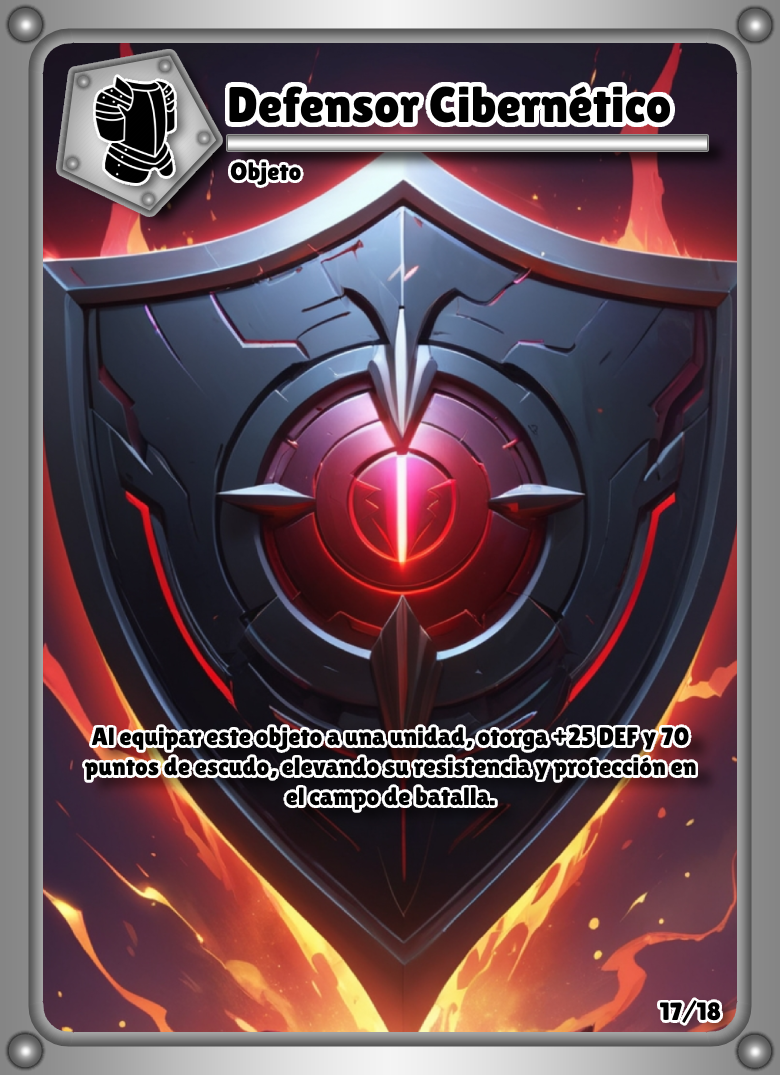 Defensor Cibernético
Objeto
Al equipar este objeto a una unidad, otorga +25 DEF y 70
puntos de escudo, elevando su resistencia y protección en
el campo de batalla.
17/18